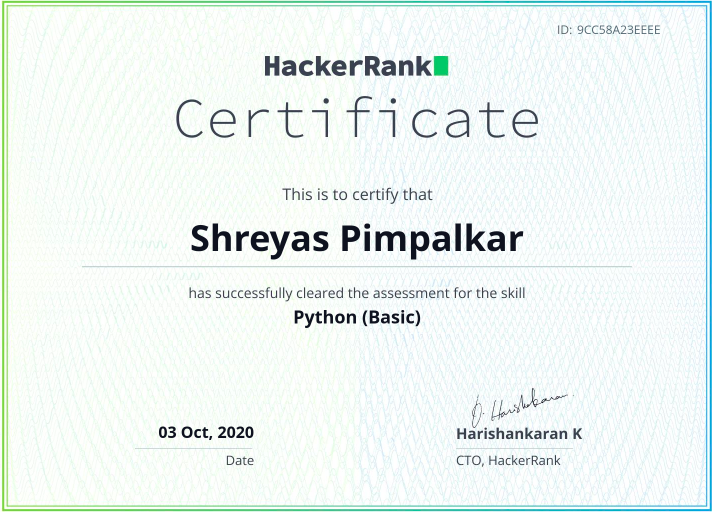 ID: 9CC58A23EEEE
HackerRank
Certificate
This is to certify that
Shreyas Pimpalkar
has successfully cleared the assessment for the skill
Python (Basic)
03 Oct, 2020
Date
D. Harishankaran
Harishankaran K
CTO, HackerRank